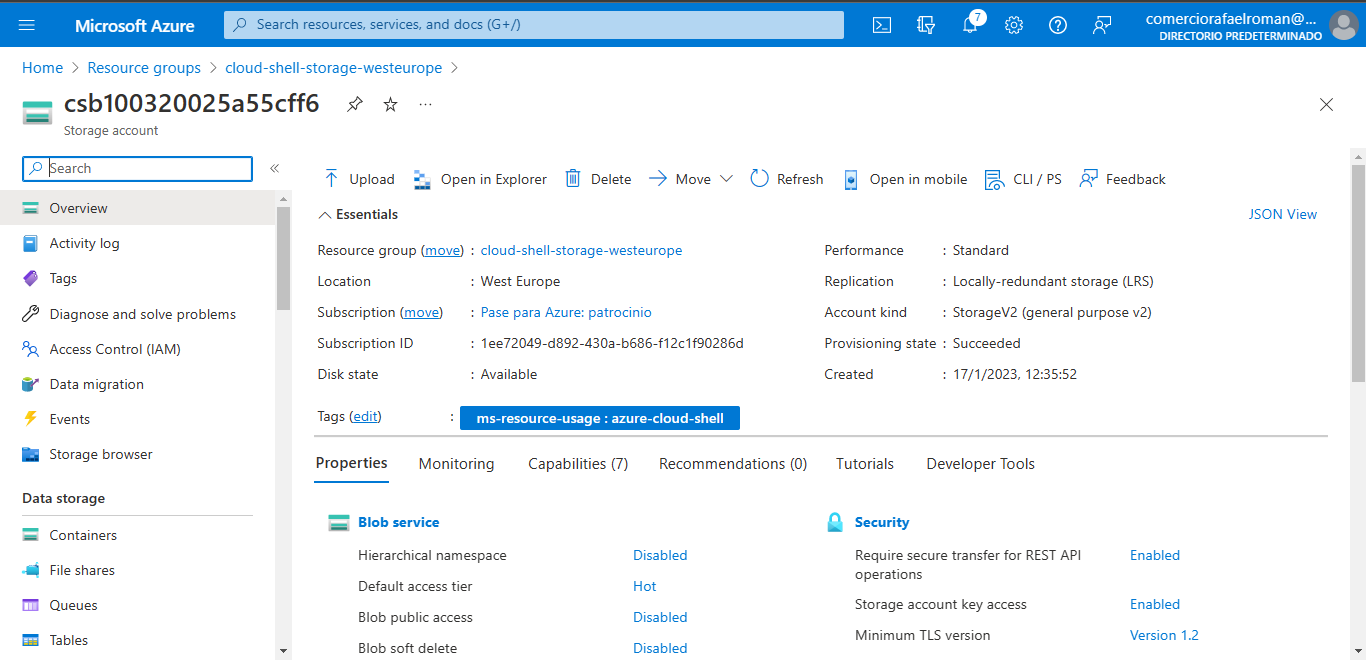 Microsoft Azure
Search resources, services, and docs (G+/)
7
comerciorafaelroman@...
DIRECTORIO PREDETERMINADO
Home > Resource groups > cloud-shell-storage-westeurope >
csb100320025a55cff6
Storage account
Search
Overview
Activity log
Tags
Diagnose and solve problems
Access Control (IAM)
Data migration
Events
Storage browser
Data storage
Containers
File shares
Queues
Tables
Upload Open in Explorer Delete Move Refresh Open in mobile CLI / PS Feedback
Essentials
JSON View
Resource group (move) : cloud-shell-storage-westeurope
Location : West Europe
Subscription (move) : Pase para Azure: patrocinio
Subscription ID : 1ee72049-d892-430a-b686-f12c1f90286d
Disk state : Available
Performance : Standard
Replication : Locally-redundant storage (LRS)
Account kind : StorageV2 (general purpose v2)
Provisioning state : Succeeded
Created : 17/1/2023, 12:35:52
Tags (edit) : ms-resource-usage : azure-cloud-shell
Properties Monitoring Capabilities (7) Recommendations (0) Tutorials Developer Tools
Blob service
Hierarchical namespace Disabled
Default access tier Hot
Blob public access Disabled
Blob soft delete Disabled
Security
Require secure transfer for REST API Enabled
operations
Storage account key access Enabled
Minimum TLS version Version 1.2